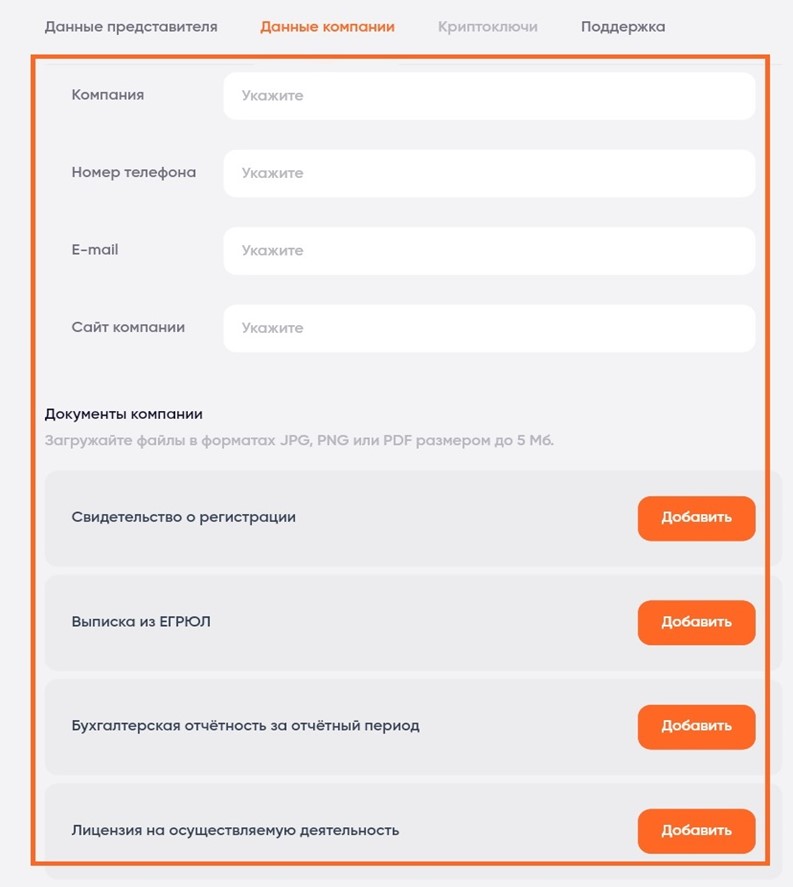 Данные представителя Данные компании Криптоключи Поддержка
Компания Укажите
Номер телефона Укажите
E-mail Укажите
Сайт компании Укажите
Документы компании
Загружайте файлы в форматах JPG, PNG или PDF размером до 5 Мб.
Свидетельство о регистрации Добавить
Выписка из ЕГРЮЛ Добавить
Бухгалтерская отчётность за отчётный период Добавить
Лицензия на осуществляемую деятельность Добавить